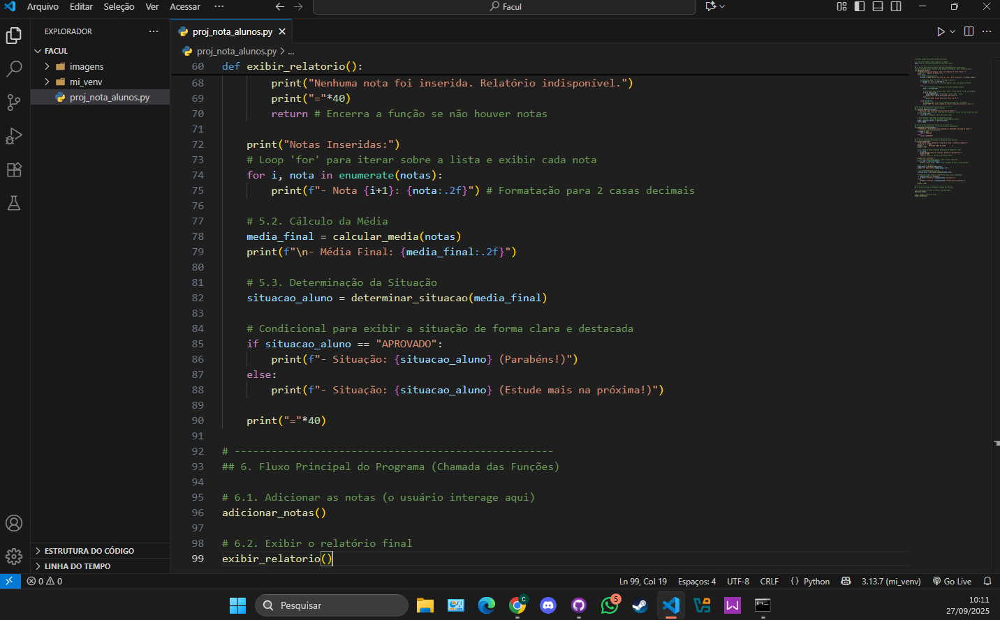 Arquivo Editar Seleção Ver Acessar ··· Facul
EXPLORADOR ···
FACUL
imagens
mi_venv
proj_nota_alunos.py
ESTRUTURA DO CÓDIGO
LINHA DO TEMPO
proj_nota_alunos.py
proj_nota_alunos.py > ...
60 def exibir_relatorio():
68 print("Nenhuma nota foi inserida. Relatório indisponível.")
69 print("="*40)
70 return # Encerra a função se não houver notas
71
72 print("Notas Inseridas:")
73 # Loop 'for' para iterar sobre a lista e exibir cada nota
74 for i, nota in enumerate(notas):
75 print(f"- Nota {i+1}: {nota:.2f}") # Formatação para 2 casas decimais
76
77 # 5.2. Cálculo da Média
78 media_final = calcular_media(notas)
79 print(f"\n- Média Final: {media_final:.2f}")
80
81 # 5.3. Determinação da Situação
82 situacao_aluno = determinar_situacao(media_final)
83
84 # Condicional para exibir a situação de forma clara e destacada
85 if situacao_aluno == "APROVADO":
86 print(f"- Situação: {situacao_aluno} (Parabéns!)")
87 else:
88 print(f"- Situação: {situacao_aluno} (Estude mais na próxima!)")
89
90 print("="*40)
91
92 # ----------------------------------------------------
93 ## 6. Fluxo Principal do Programa (Chamada das Funções)
94
95 # 6.1. Adicionar as notas (o usuário interage aqui)
96 adicionar_notas()
97
98 # 6.2. Exibir o relatório final
99 exibir_relatorio()
0 0 Ln 99, Col 19 Espaços: 4 UTF-8 CRLF {} Python 3.13.7 (mi_venv) Go Live
Pesquisar C 5
10:11
27/09/2025